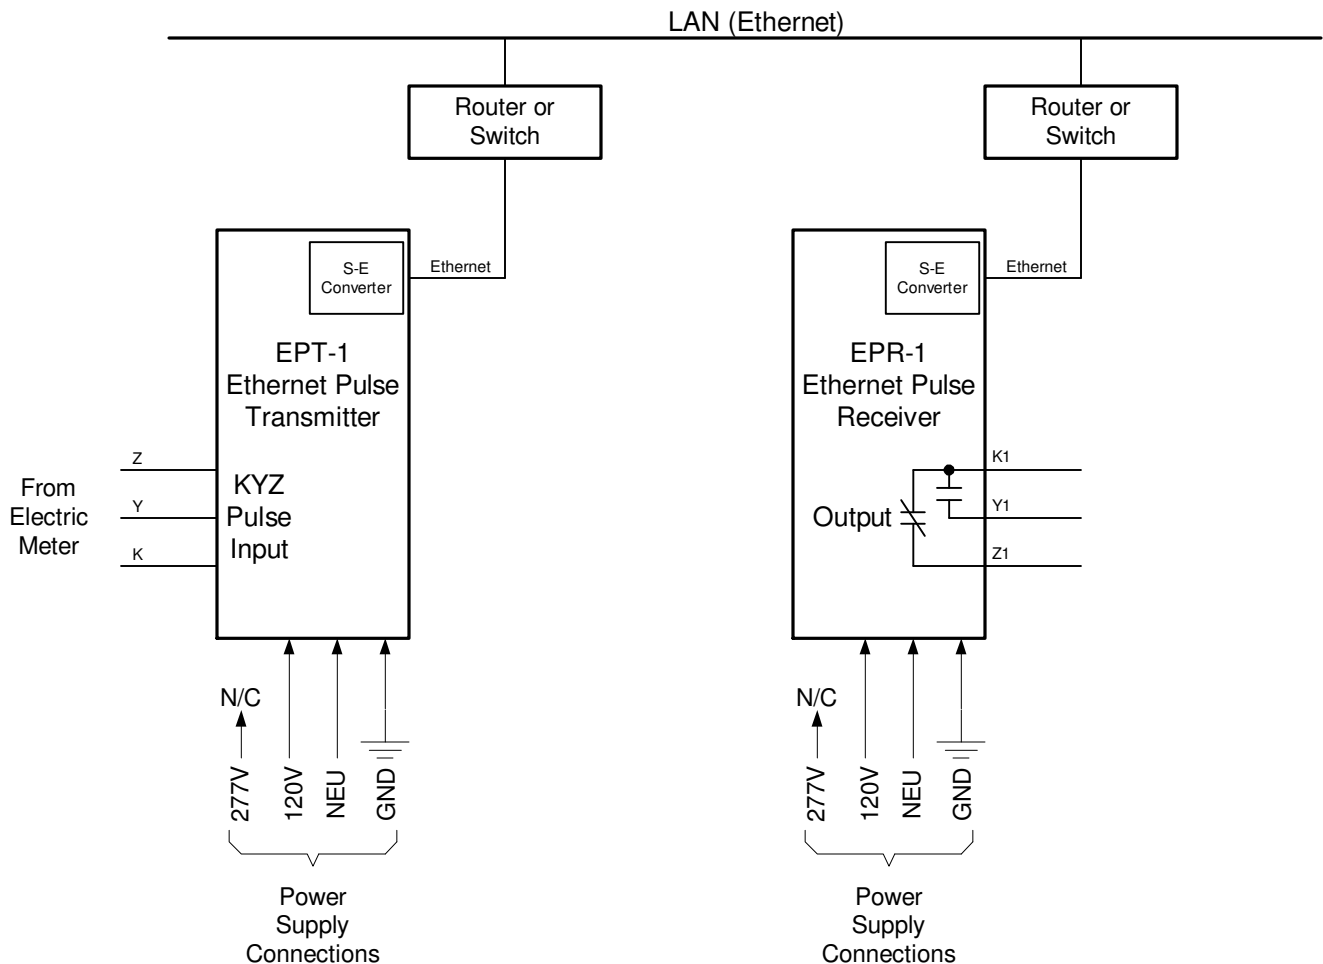 LAN (Ethernet)
Router or
Switch
Router or
Switch
S-E
Converter
Ethernet
S-E
Converter
Ethernet
EPT-1
Ethernet Pulse
Transmitter
EPR-1
Ethernet Pulse
Receiver
From
Electric
Meter
Z
Y
K
KYZ
Pulse
Input
Output
K1
Y1
Z1
N/C
277V
120V
NEU
GND
N/C
277V
120V
NEU
GND
Power
Supply
Connections
Power
Supply
Connections